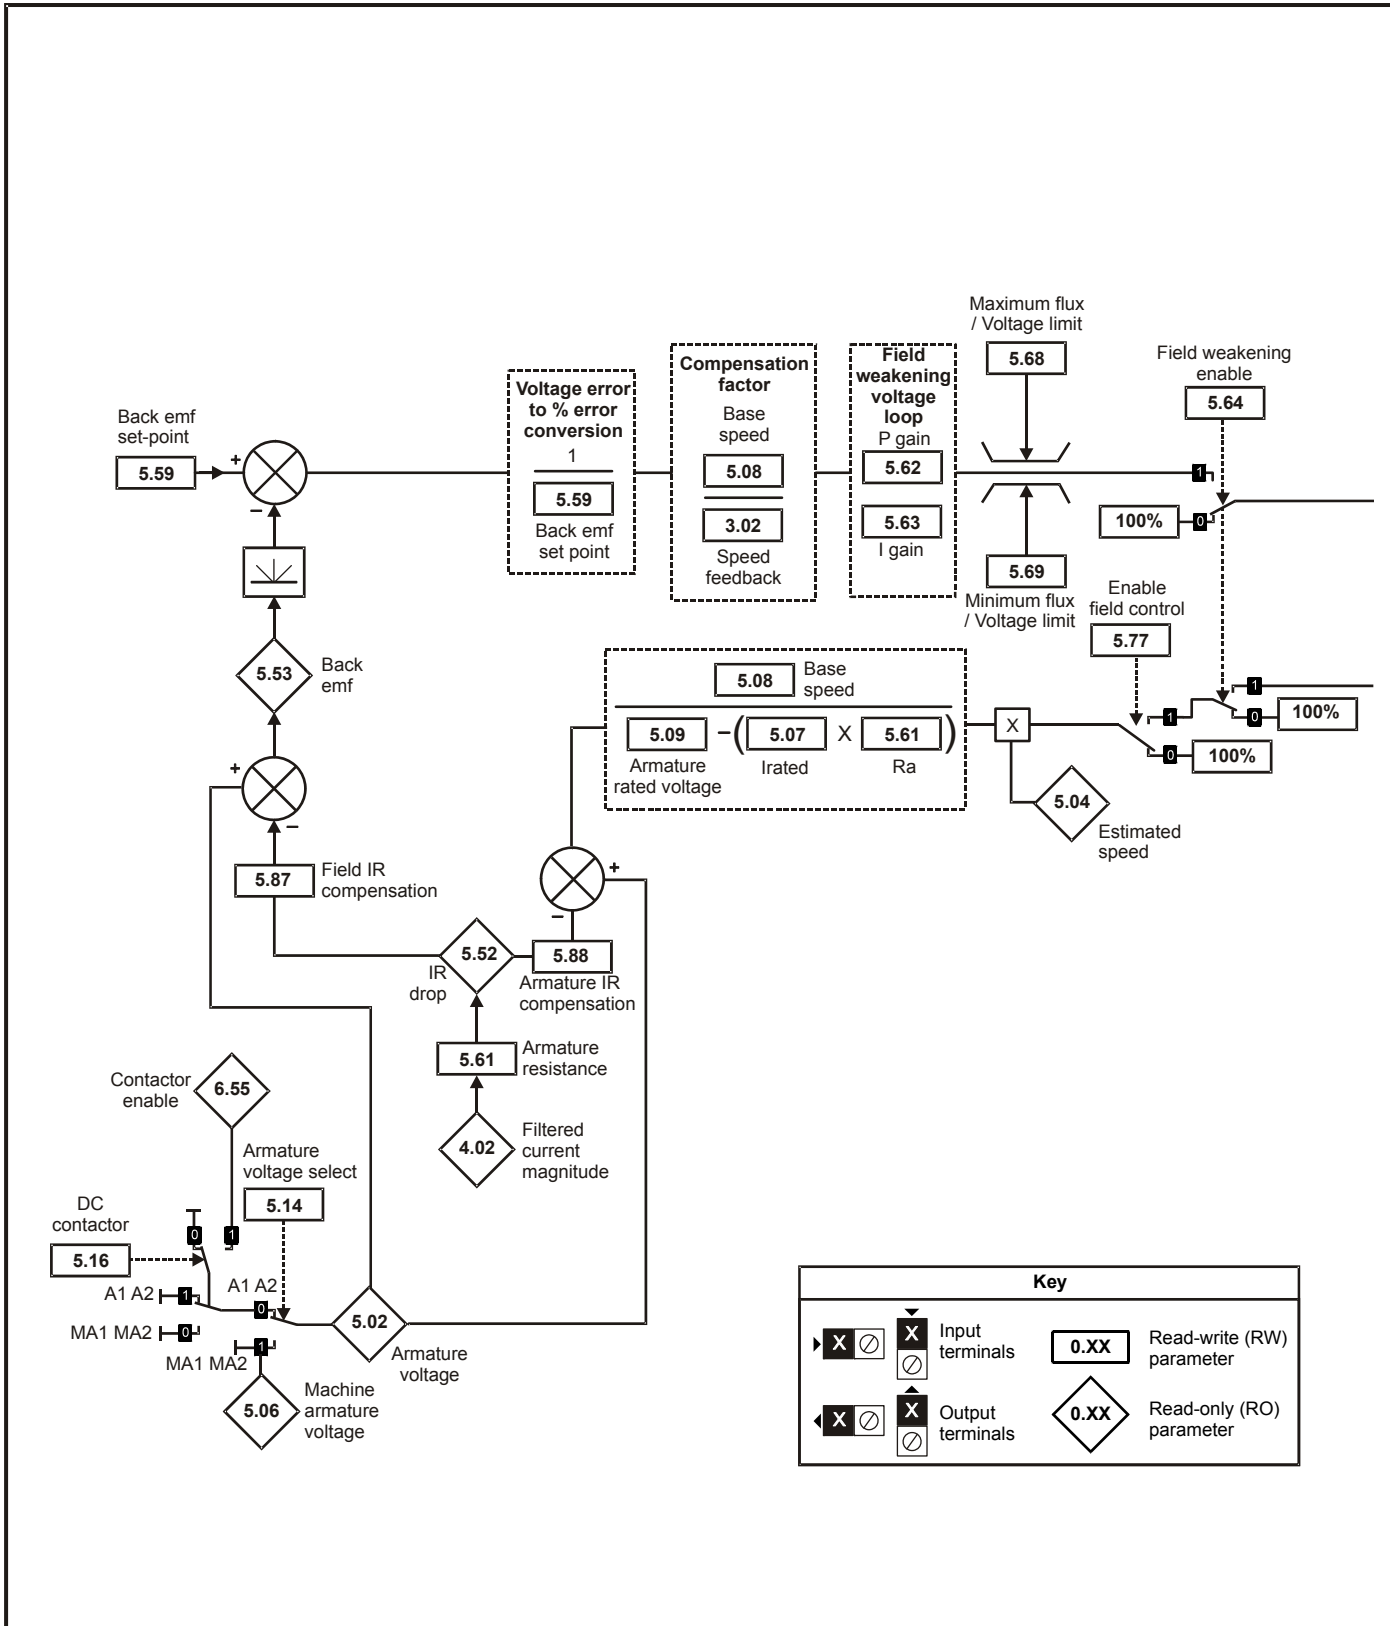 Maximum flux
/ Voltage limit
5.68
Field weakening
enable
5.64
Back emf
set-point
5.59
+
−
Voltage error
to % error
conversion
1
5.59
Back emf
set point
Compensation
factor
Base
speed
5.08
3.02
Speed
feedback
Field
weakening
voltage
loop
P gain
5.62
5.63
I gain
1
100%
0
5.69
Minimum flux
/ Voltage limit
Enable
field control
5.77
5.53
Back
emf
5.08
Base
speed
5.09
−(
5.07
X
5.61
)
Armature
rated voltage
Irated
Ra
X
1
1
0
100%
0
100%
5.04
Estimated
speed
+
−
5.87
Field IR
compensation
+
−
5.52
IR
drop
5.88
Armature IR
compensation
5.61
Armature
resistance
4.02
Filtered
current
magnitude
Contactor
enable
6.55
Armature
voltage select
5.14
DC
contactor
5.16
0
1
A1 A2
1
A1 A2
0
MA1 MA2
0
MA1 MA2
1
5.02
Armature
voltage
5.06
Machine
armature
voltage
Key
X
X
Input
terminals
0.XX
Read-write (RW)
parameter
X
X
Output
terminals
0.XX
Read-only (RO)
parameter